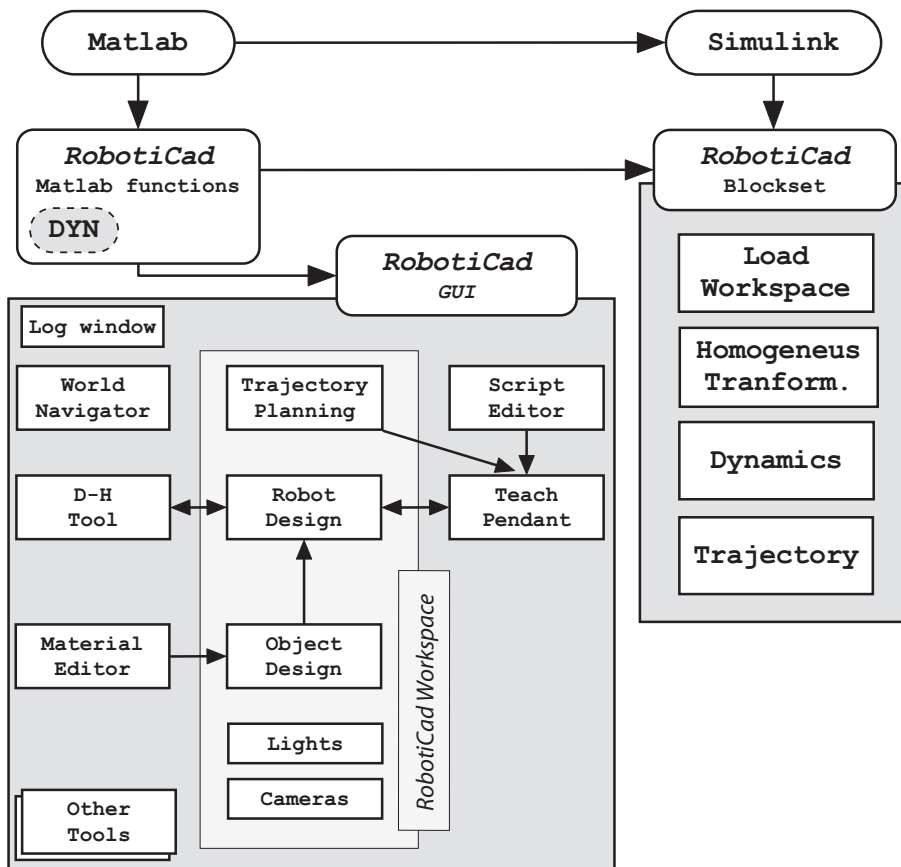 Matlab
Simulink
RobotiCad
Matlab functions
DYN
RobotiCad
Blockset
RobotiCad
GUI
Load
Workspace
Homogeneus
Tranform.
Dynamics
Trajectory
Log window
World
Navigator
Trajectory
Planning
Script
Editor
D-H
Tool
Robot
Design
Teach
Pendant
Material
Editor
Object
Design
RobotiCad Workspace
Lights
Cameras
Other
Tools